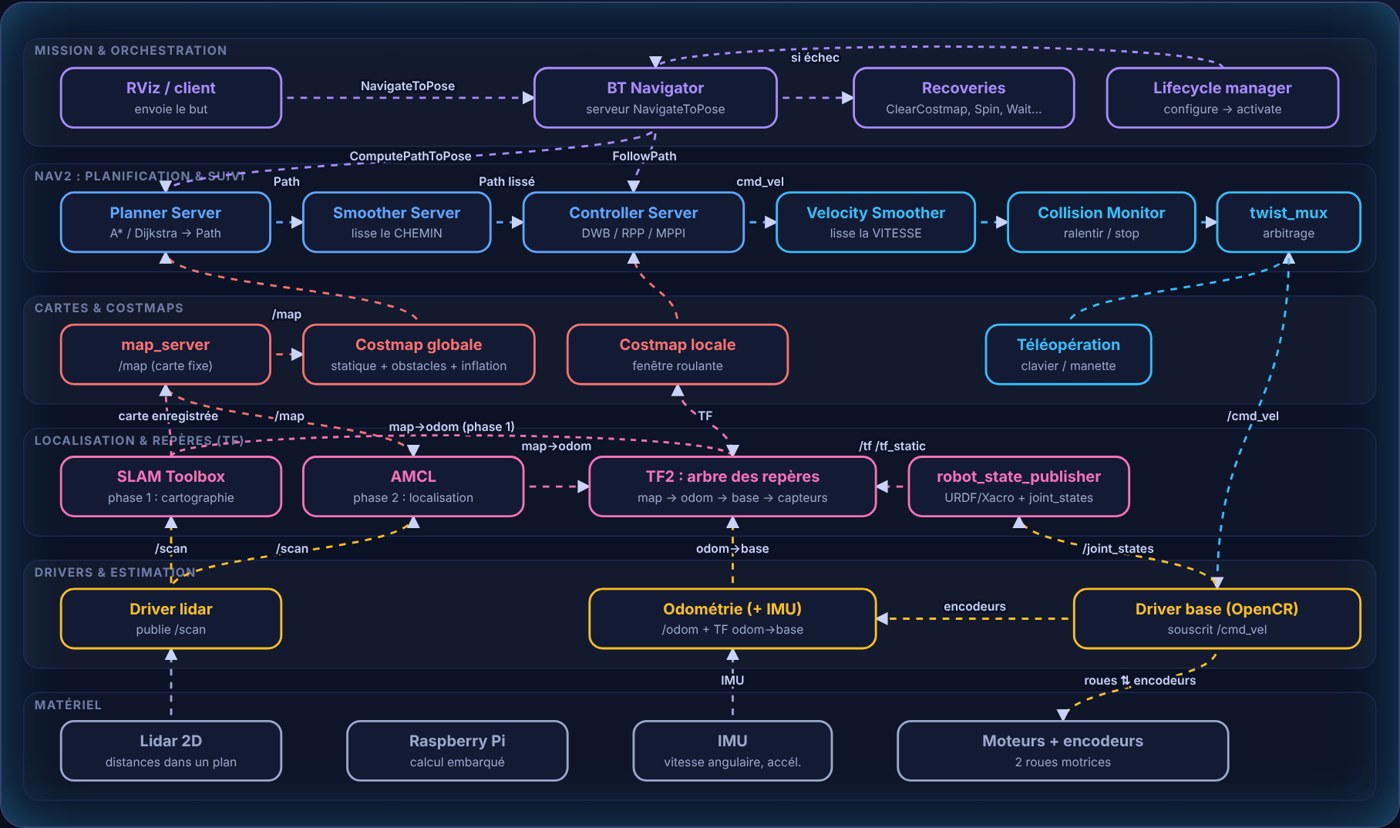 MISSION & ORCHESTRATION
si échec
RViz / client
envoie le but
NavigateToPose
BT Navigator
serveur NavigateToPose
Recoveries
ClearCostmap, Spin, Wait…
Lifecycle manager
configure → activate
ComputePathToPose
FollowPath
NAV2 : PLANIFICATION & SUIVI
Path
Path lissé
cmd_vel
Planner Server
A* / Dijkstra → Path
Smoother Server
lisse le CHEMIN
Controller Server
DWB / RPP / MPPI
Velocity Smoother
lisse la VITESSE
Collision Monitor
ralentir / stop
twist_mux
arbitrage
CARTES & COSTMAPS
/map
map_server
/map (carte fixe)
Costmap globale
statique + obstacles + inflation
Costmap locale
fenêtre roulante
Téléopération
clavier / manette
carte enregistrée
/map
TF
/cmd_vel
map→odom (phase 1)
LOCALISATION & REPÈRES (TF)
map→odom
/tf /tf_static
SLAM Toolbox
phase 1 : cartographie
AMCL
phase 2 : localisation
TF2 : arbre des repères
map → odom → base → capteurs
robot_state_publisher
URDF/Xacro + joint_states
/scan
/scan
odom→base
/joint_states
DRIVERS & ESTIMATION
Driver lidar
publie /scan
Odométrie (+ IMU)
/odom + TF odom→base
encodeurs
Driver base (OpenCR)
souscrit /cmd_vel
IMU
roues ⇅ encodeurs
MATÉRIEL
Lidar 2D
distances dans un plan
Raspberry Pi
calcul embarqué
IMU
vitesse angulaire, accél.
Moteurs + encodeurs
2 roues motrices